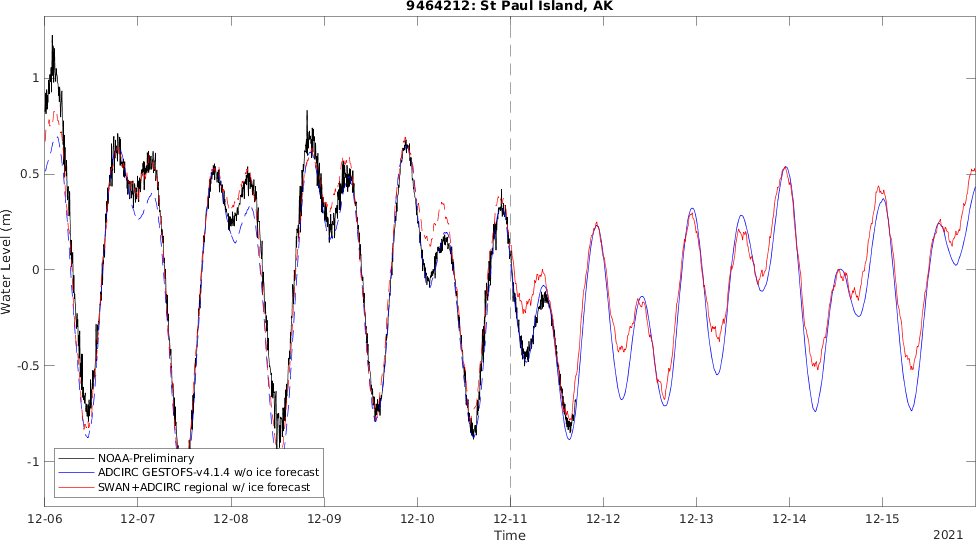 9464212: St Paul Island, AK
Water Level (m)
1
0.5
0
-0.5
-1
NOAA-Preliminary
ADCIRC GESTOFS-v4.1.4 w/o ice forecast
SWAN+ADCIRC regional w/ ice forecast
12-06 12-07 12-08 12-09 12-10 12-11 12-12 12-13 12-14 12-15
Time
2021